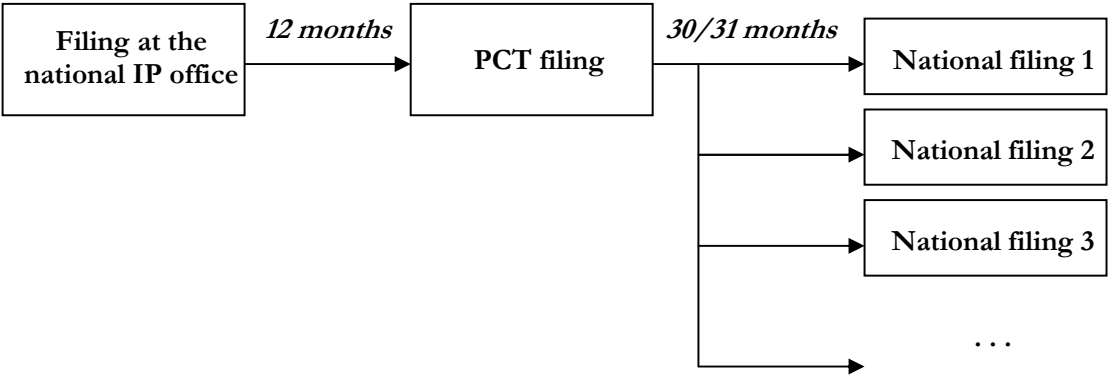 Filing at the
national IP office
12 months
PCT filing
30/31 months
National filing 1
National filing 2
National filing 3
. . .